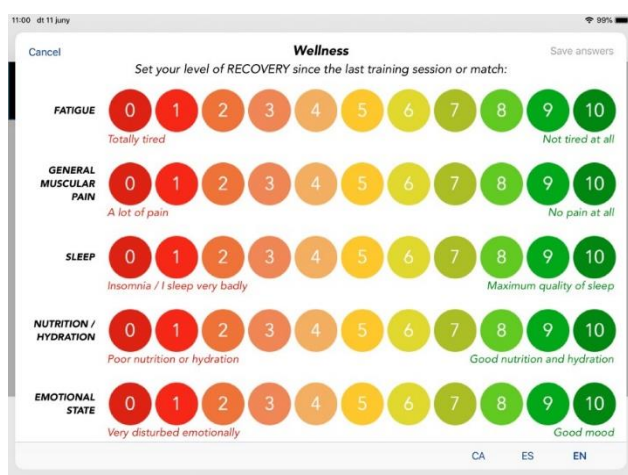 11:00 dt 11 juny 99%
Cancel Wellness Save answers
Set your level of RECOVERY since the last training session or match:
FATIGUE 0 1 2 3 4 5 6 7 8 9 10
Totally tired Not tired at all
GENERAL
MUSCULAR
PAIN
0 1 2 3 4 5 6 7 8 9 10
A lot of pain No pain at all
SLEEP 0 1 2 3 4 5 6 7 8 9 10
Insomnia / I sleep very badly Maximum quality of sleep
NUTRITION /
HYDRATION
0 1 2 3 4 5 6 7 8 9 10
Poor nutrition or hydration Good nutrition and hydration
EMOTIONAL
STATE
0 1 2 3 4 5 6 7 8 9 10
Very disturbed emotionally Good mood
CA ES EN